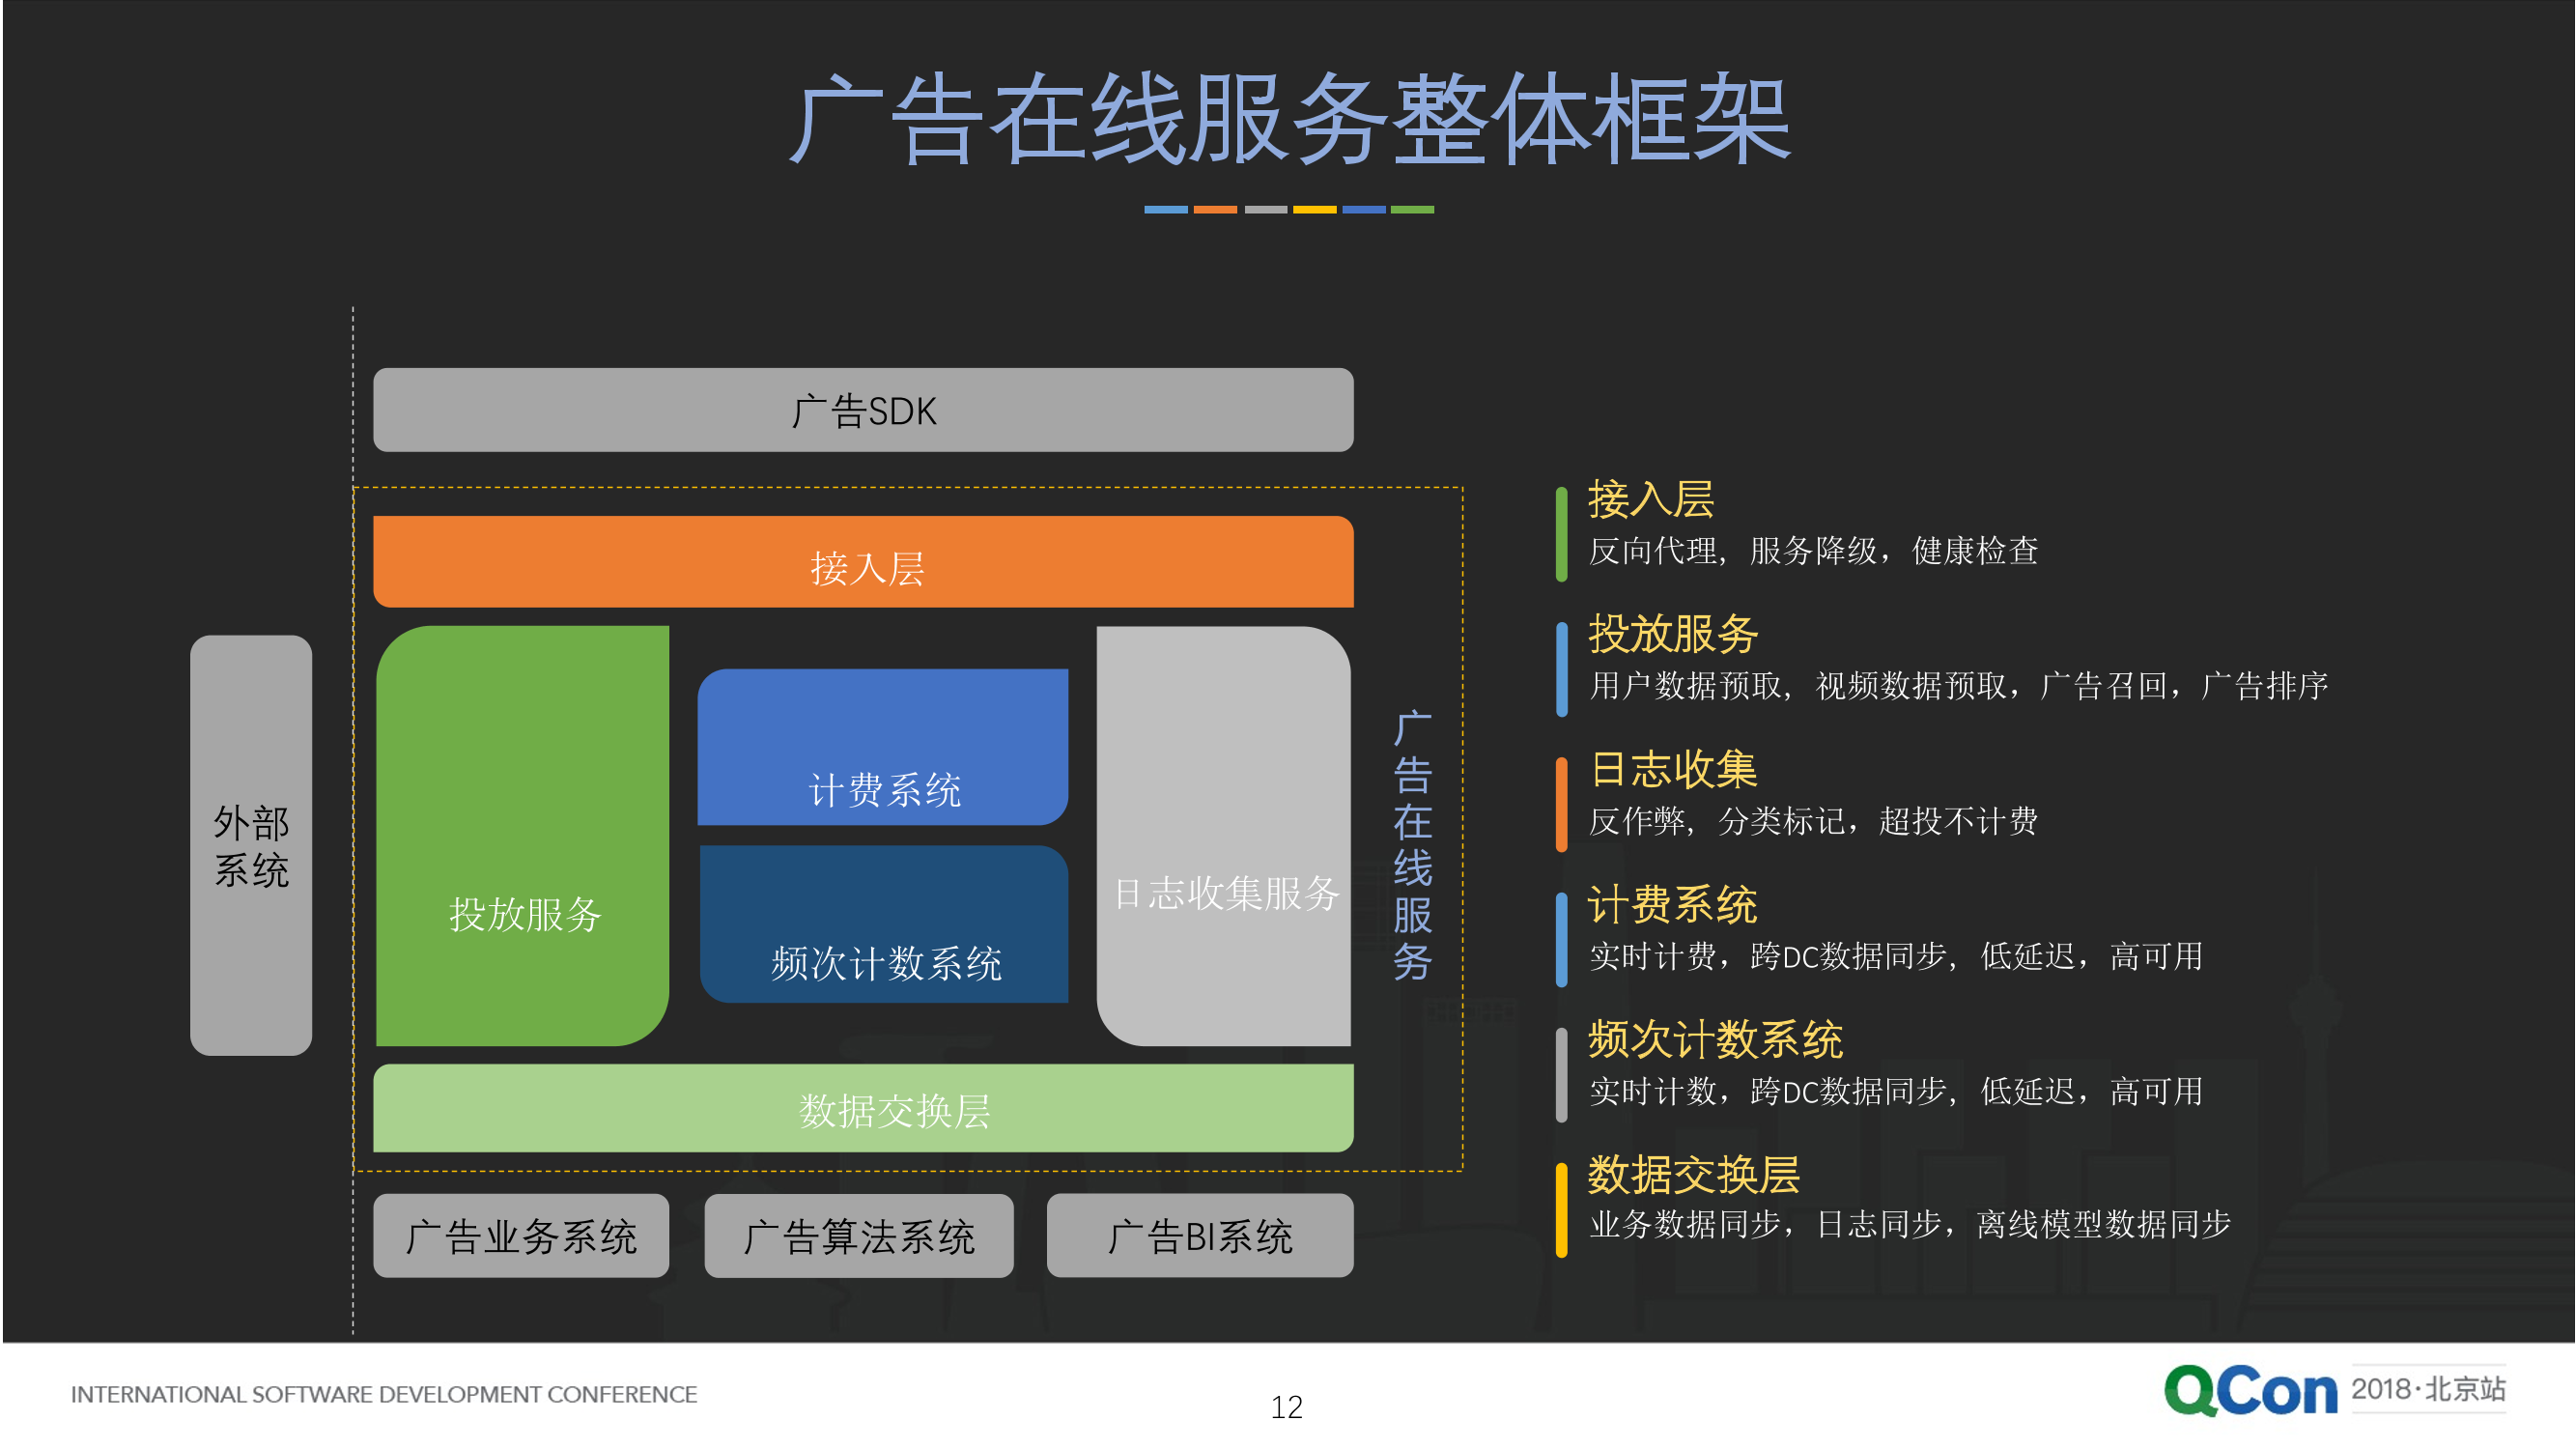 广告在线服务整体框架
广告SDK
接入层
外部
系统
投放服务
计费系统
频次计数系统
日志收集服务
广告在线服务
数据交换层
广告业务系统
广告算法系统
广告BI系统
接入层
反向代理, 服务降级，健康检查
投放服务
用户数据预取, 视频数据预取，广告召回，广告排序
日志收集
反作弊, 分类标记，超投不计费
计费系统
实时计费，跨DC数据同步, 低延迟，高可用
频次计数系统
实时计数，跨DC数据同步, 低延迟，高可用
数据交换层
业务数据同步，日志同步，离线模型数据同步
INTERNATIONAL SOFTWARE DEVELOPMENT CONFERENCE
12
QCon 2018·北京站